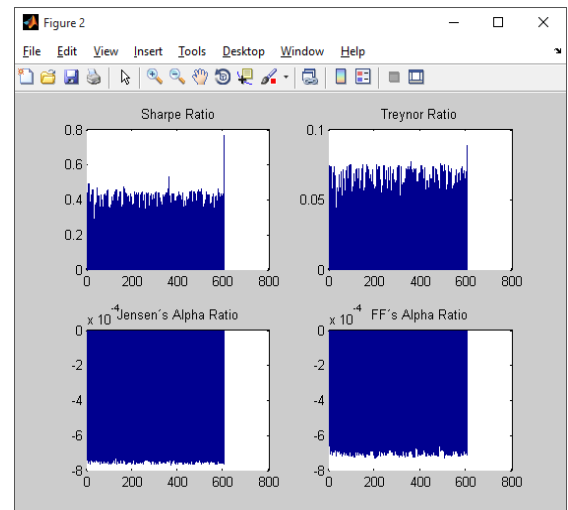 Figure 2
File Edit View Insert Tools Desktop Window Help
Sharpe Ratio
0.8
0.6
0.4
0.2
0
0 200 400 600 800
Treynor Ratio
0.1
0.05
0
0 200 400 600 800
x 10-4 Jensen´s Alpha Ratio
0
-2
-4
-6
-8
0 200 400 600 800
x 10-4 FF´s Alpha Ratio
0
-2
-4
-6
-8
0 200 400 600 800